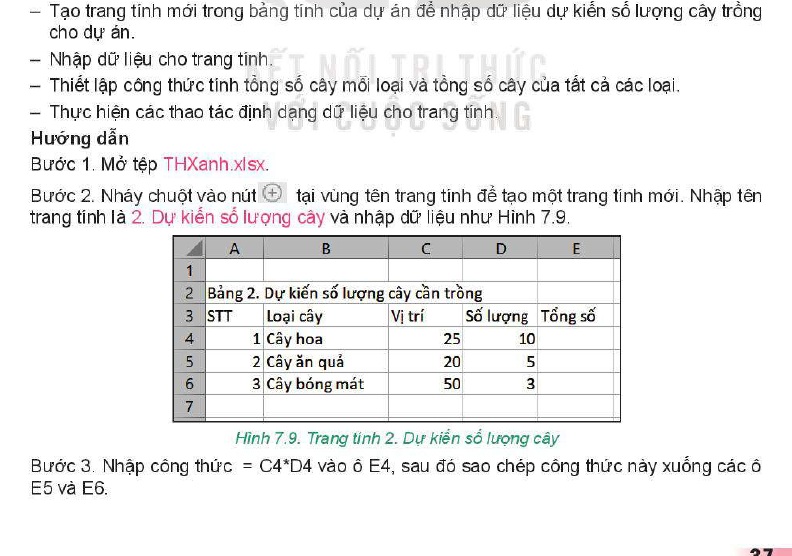 – Tạo trang tính mới trong bảng tính của dự án để nhập dữ liệu dự kiến số lượng cây trồng
cho dự án.
– Nhập dữ liệu cho trang tính.
– Thiết lập công thức tính tổng số cây mỗi loại và tổng số cây của tất cả các loại.
– Thực hiện các thao tác định dạng dữ liệu cho trang tính.
KẾT NỐI TRI THỨC
VỚI CUỘC SỐNG
Hướng dẫn
Bước 1. Mở tệp THXanh.xlsx.
Bước 2. Nháy chuột vào nút tại vùng tên trang tính để tạo một trang tính mới. Nhập tên
trang tính là 2. Dự kiến số lượng cây và nhập dữ liệu như Hình 7.9.
A B C D E
1
2 Bảng 2. Dự kiến số lượng cây cần trồng
3 STT Loại cây Vị trí Số lượng Tổng số
4 1 Cây hoa 25 10
5 2 Cây ăn quả 20 5
6 3 Cây bóng mát 50 3
7
Hình 7.9. Trang tính 2. Dự kiến số lượng cây
Bước 3. Nhập công thức = C4*D4 vào ô E4, sau đó sao chép công thức này xuống các ô
E5 và E6.
37